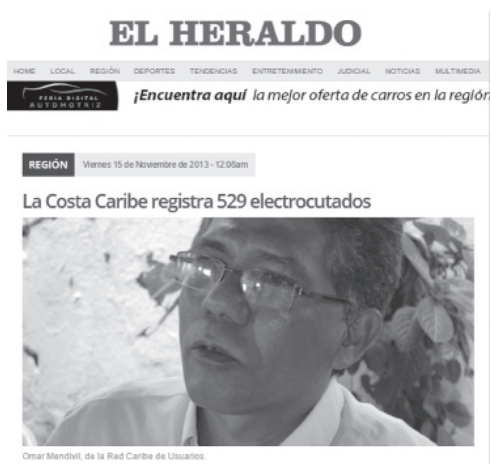 EL HERALDO
HOME LOCAL REGIÓN DEPORTES TENDENCIAS ENTRETENIMIENTO JUDICIAL NOTICIAS MULTIMEDIA
FERIA DIGITAL
AUTOMOTRIZ
¡Encuentra aquí la mejor oferta de carros en la región
REGIÓN Viernes 15 de Noviembre de 2013 - 12:06am
La Costa Caribe registra 529 electrocutados
Omar Mendivil, de la Red Caribe de Usuarios.